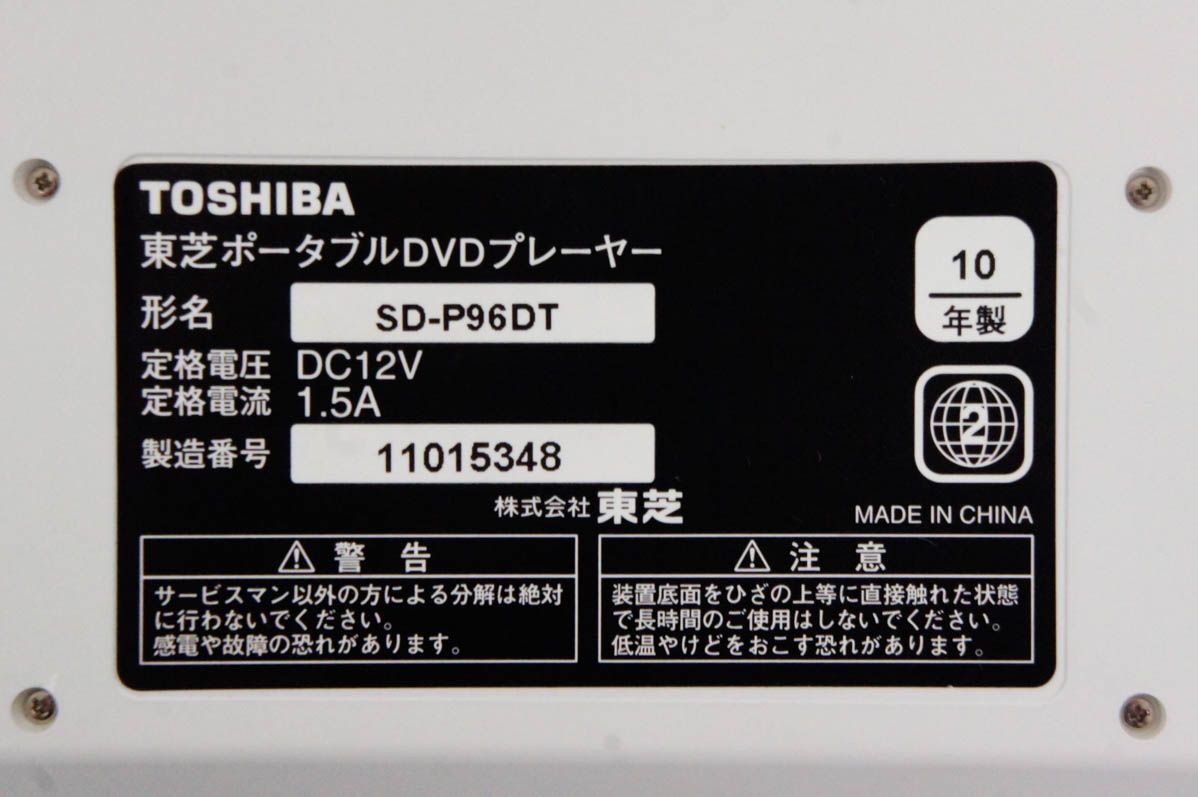 TOSHIBA
東芝ポータブルDVDプレーヤー
形名 SD-P96DT
定格電圧 DC12V
定格電流 1.5A
製造番号 11015348
株式会社 東芝
10
年製
2
MADE IN CHINA
警 告
サービスマン以外の方による分解は絶対
に行わないでください。
感電や故障の恐れがあります。
注 意
装置底面をひざの上等に直接触れた状態
で長時間のご使用はしないでください。
低温やけどをおこす恐れがあります。